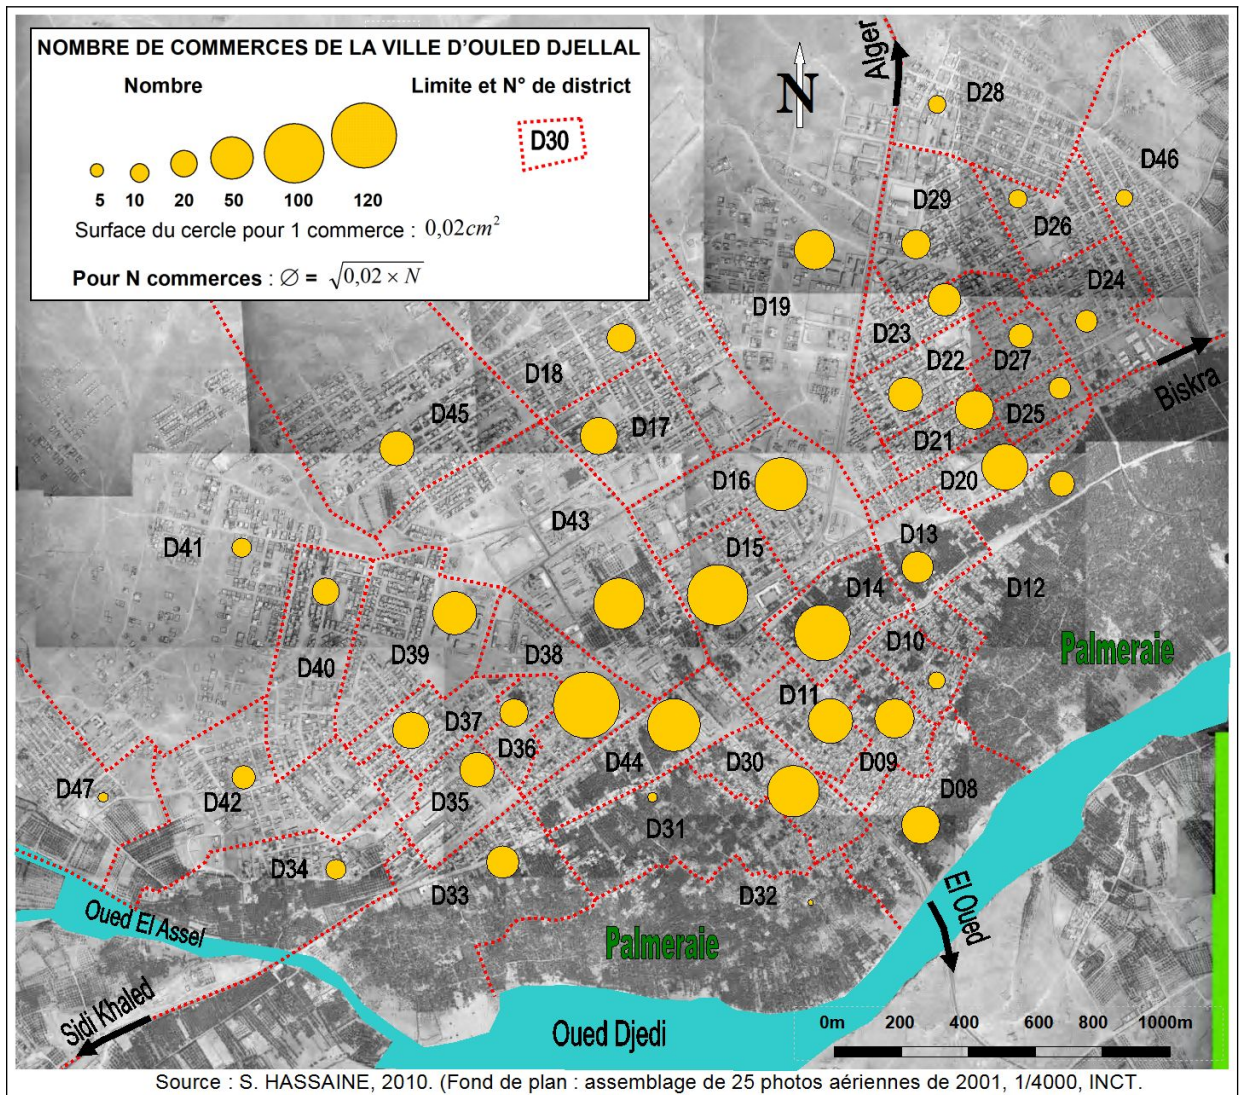 NOMBRE DE COMMERCES DE LA VILLE D'OULED DJELLAL
Nombre
Limite et N° de district
D30
5 10 20 50 100 120
Surface du cercle pour 1 commerce : 0,02cm²
Pour N commerces : ∅ = √0,02 × N
N
Alger
D28
D46
D29
D26
D24
D19
D23
D22
D27
D18
Biskra
D45
D17
D21
D25
D16
D20
D43
D41
D15
D13
D14
D12
D10
Palmeraie
D40
D39
D38
D11
D37
D36
D44
D30
D09
D47
D42
D35
D08
D31
D34
D33
D32
El Oued
Oued El Assel
Palmeraie
Sidi Khaled
Oued Djedi
0m 200 400 600 800 1000m
Source : S. HASSAINE, 2010. (Fond de plan : assemblage de 25 photos aériennes de 2001, 1/4000, INCT.